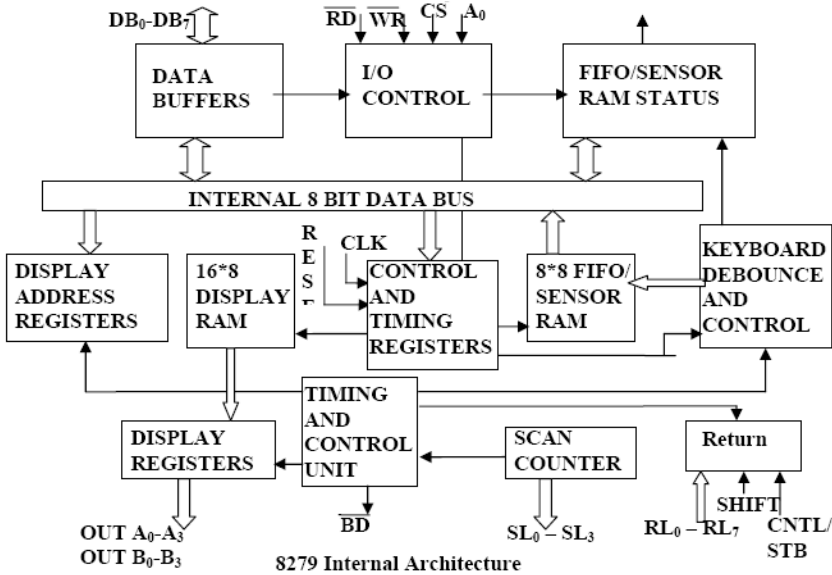 DB₀-DB₇
RD WR CS A₀
DATA
BUFFERS
I/O
CONTROL
FIFO/SENSOR
RAM STATUS
INTERNAL 8 BIT DATA BUS
DISPLAY
ADDRESS
REGISTERS
16*8
DISPLAY
RAM
R
E
S
CLK
CONTROL
AND
TIMING
REGISTERS
8*8 FIFO/
SENSOR
RAM
KEYBOARD
DEBOUNCE
AND
CONTROL
DISPLAY
REGISTERS
TIMING
AND
CONTROL
UNIT
SCAN
COUNTER
Return
OUT A₀-A₃
OUT B₀-B₃
BD
SL₀ – SL₃
RL₀ – RL₇
SHIFT
CNTL/
STB
8279 Internal Architecture